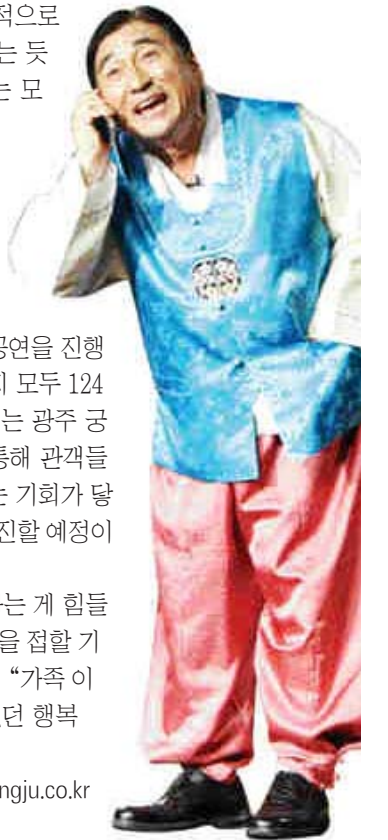 적으로
는 듯
는 모
공연을 진행
지 모두 124
는 광주 궁
통해 관객들
는 기회가 닿
진할 예정이
는 게 힘들
을 접할 기
“가족 이
던 행복
ngju.co.kr